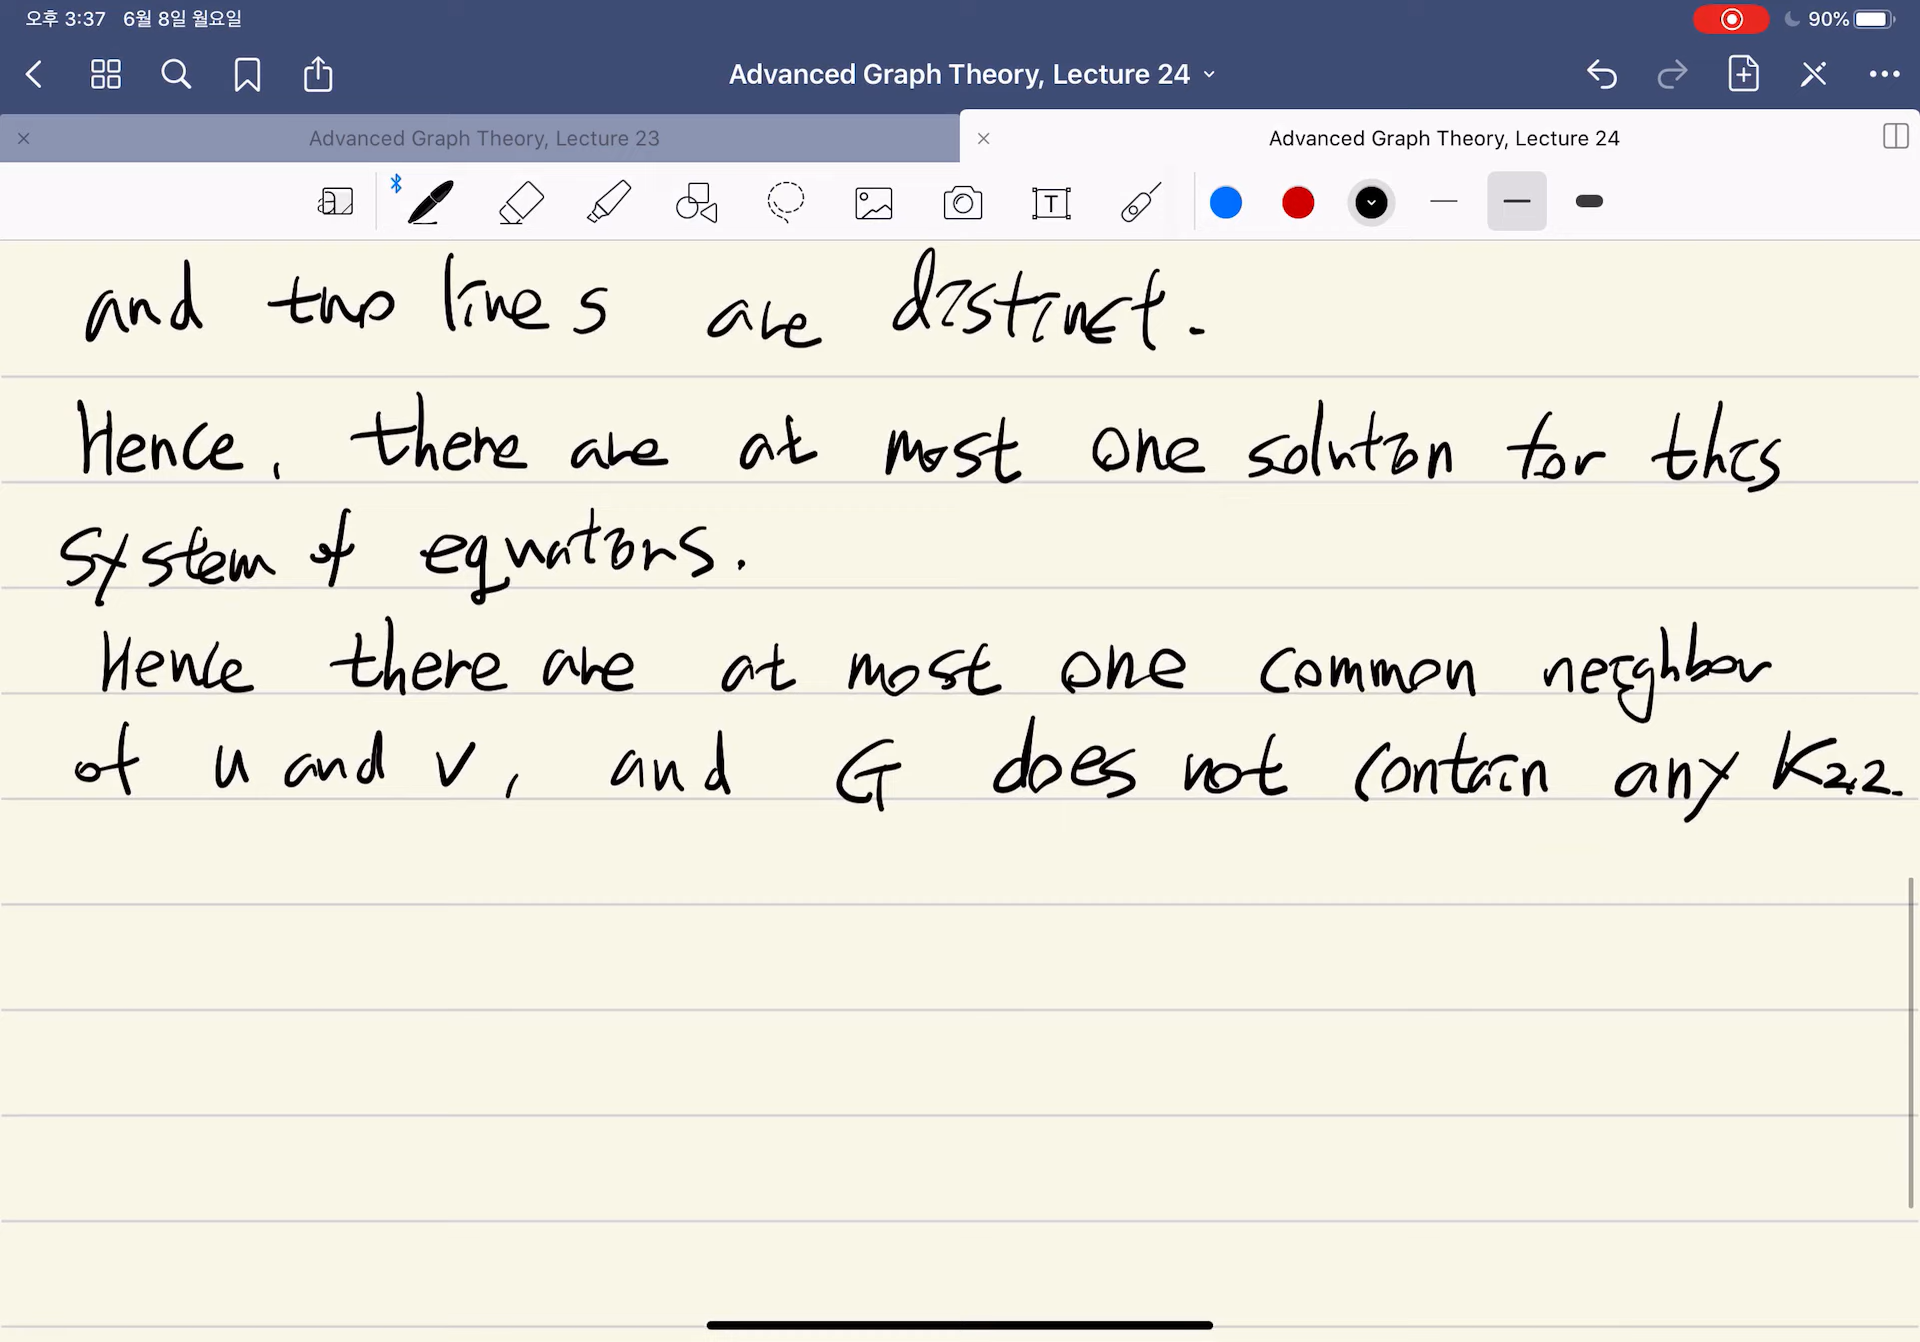 오후 3:37 6월 8일 월요일
90%
Advanced Graph Theory, Lecture 24
Advanced Graph Theory, Lecture 23
Advanced Graph Theory, Lecture 24
and two lines are distinct.
Hence, there are at most one solution for this
system of equations.
Hence there are at most one common neighbor
of u and v, and G does not contain any K2,2.